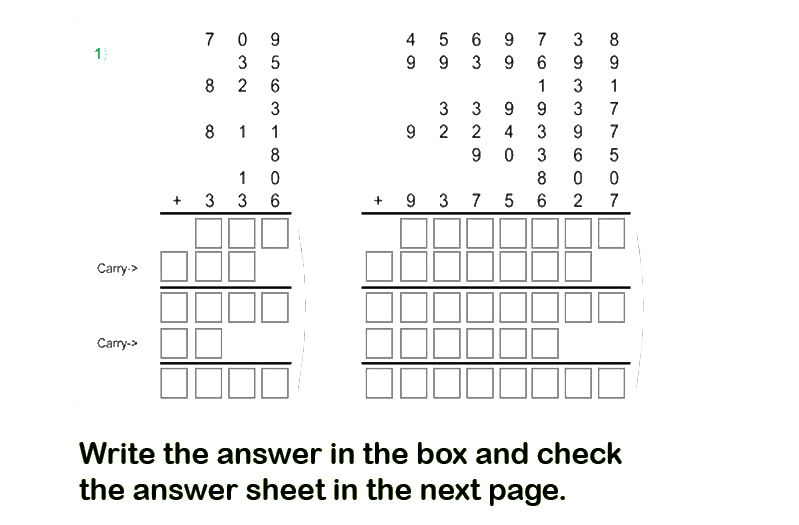 1)
7 0 9 4 5 6 9 7 3 8
3 5 9 9 3 9 6 9 9
8 2 6 1 3 1
3 3 3 9 9 3 7
8 1 1 9 2 2 4 3 9 7
8 9 0 3 6 5
1 0 8 0 0
+ 3 3 6 + 9 3 7 5 6 2 7
Carry->
Carry->
Write the answer in the box and check
the answer sheet in the next page.